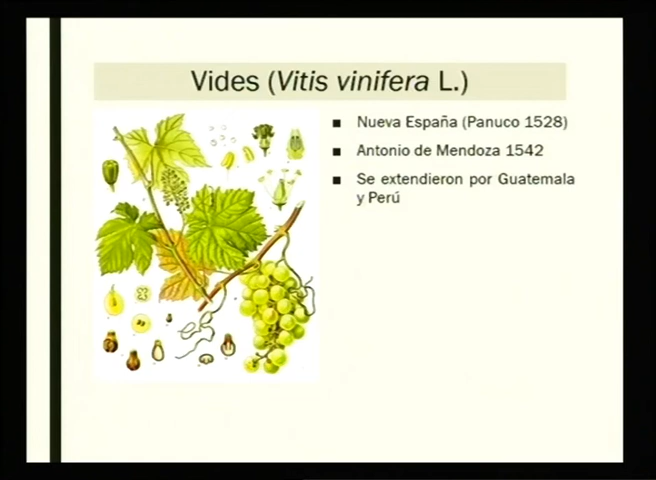 Vides (Vitis vinifera L.)
■ Nueva España (Panuco 1528)
■ Antonio de Mendoza 1542
■ Se extendieron por Guatemala
y Perú